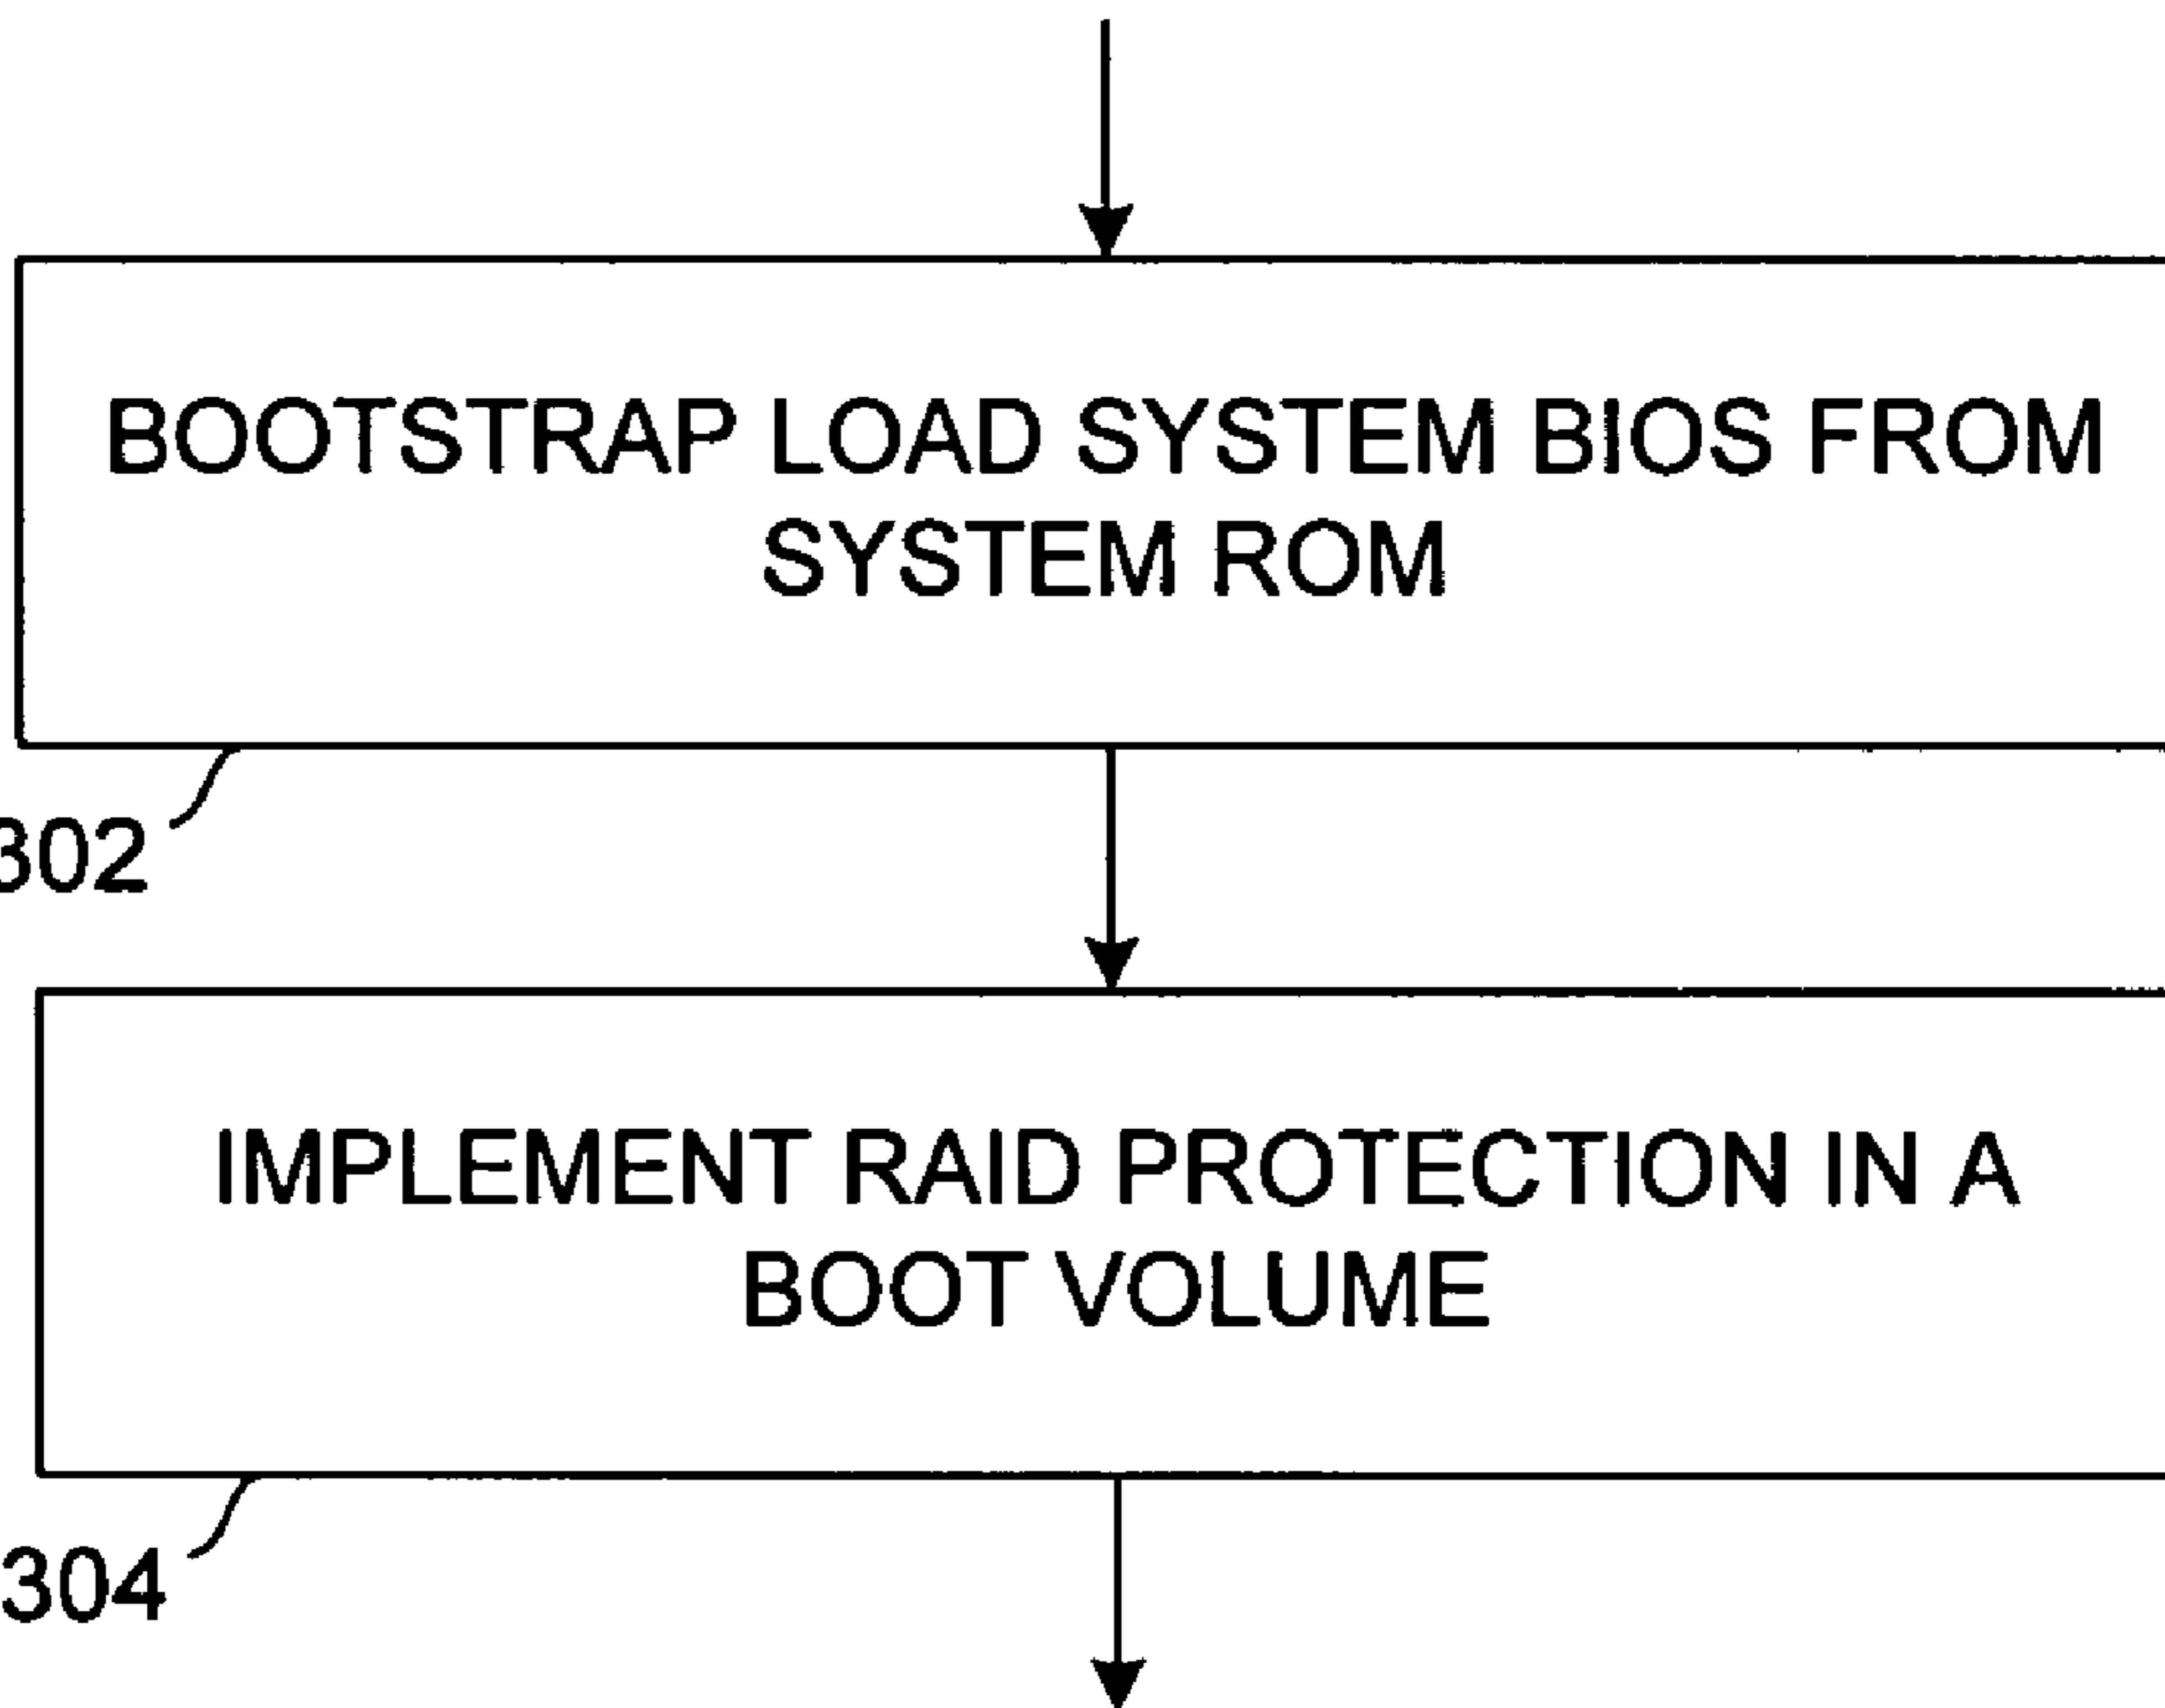 BOOTSTRAP LOAD SYSTEM BIOS FROM
SYSTEM ROM
302
IMPLEMENT RAID PROTECTION IN A
BOOT VOLUME
304